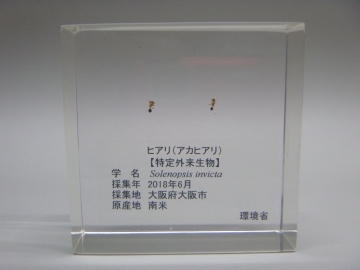 ヒアリ(アカヒアリ)
【特定外来生物】
学　名　Solenopsis invicta
採集年　2018年6月
採集地　大阪府大阪市
原産地　南米
環境省